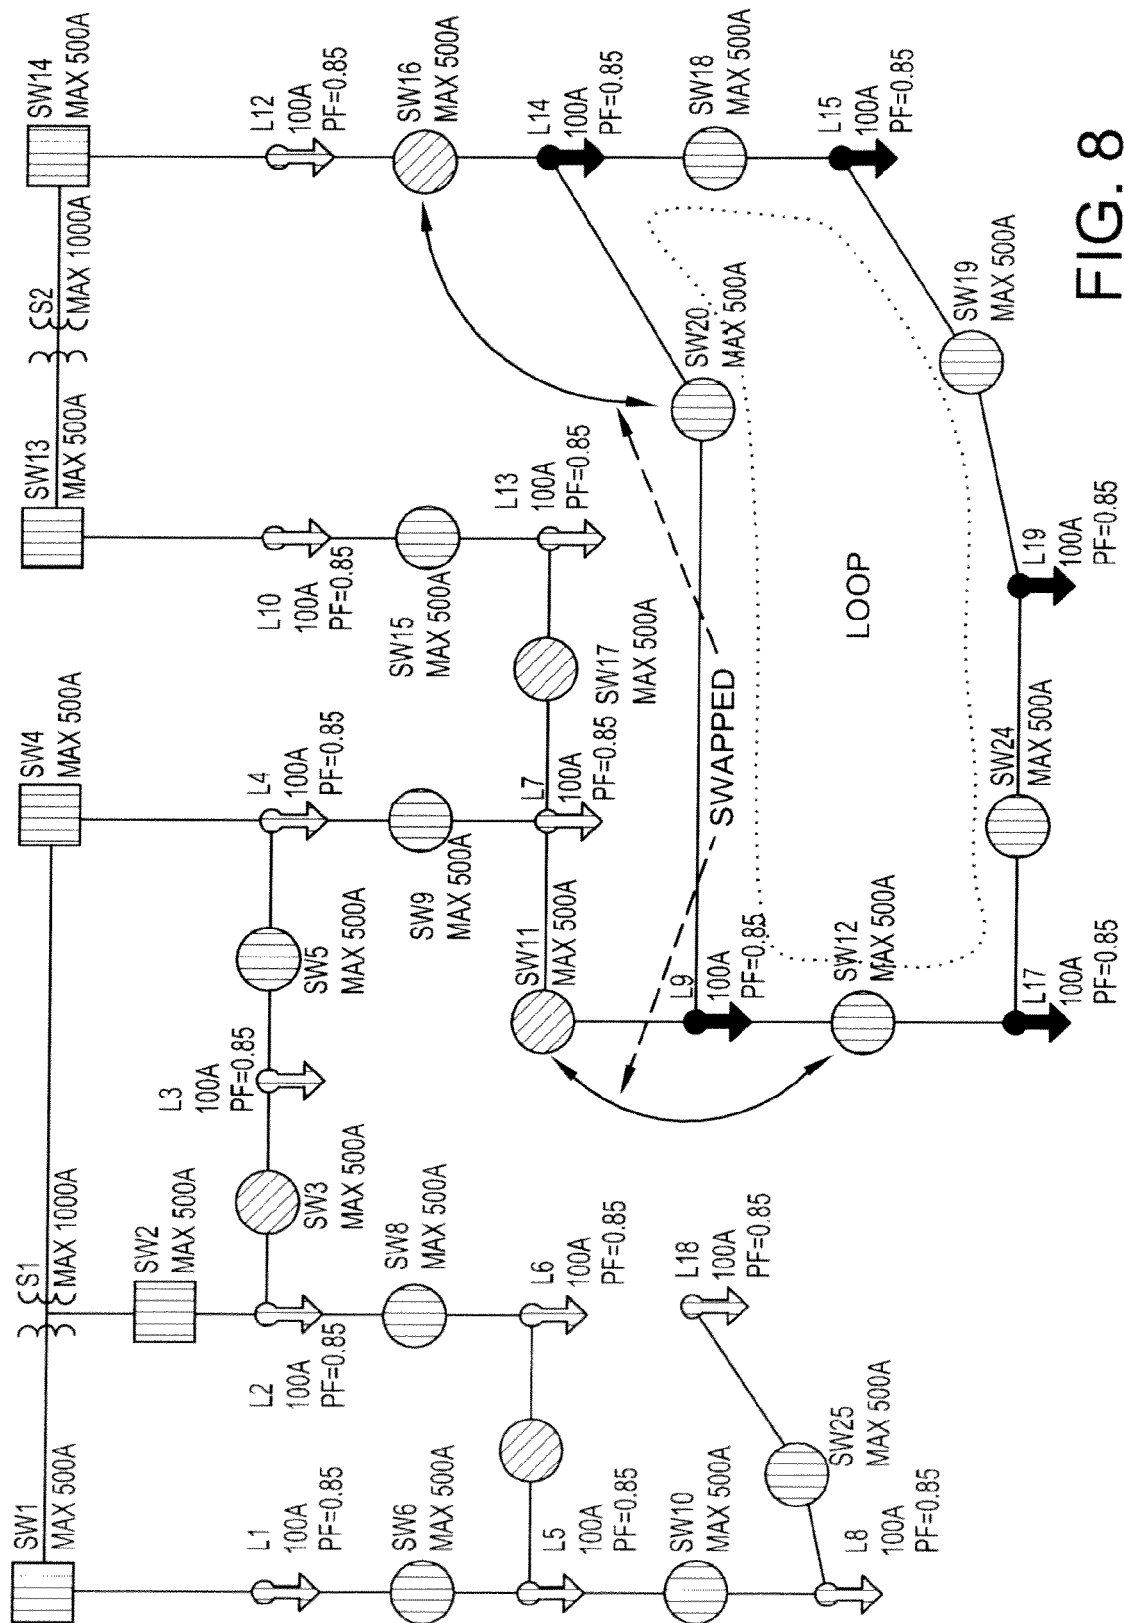 SW1
MAX 500A
S1
MAX 1000A
SW4
MAX 500A
SW13
MAX 500A
S2
MAX 1000A
SW14
MAX 500A
SW2
MAX 500A
L1
100A
PF=0.85
L2
100A
PF=0.85
SW3
MAX 500A
L3
100A
PF=0.85
SW5
MAX 500A
L4
100A
PF=0.85
L10
100A
PF=0.85
L12
100A
PF=0.85
SW6
MAX 500A
SW8
MAX 500A
SW9
MAX 500A
SW15
MAX 500A
SW16
MAX 500A
L5
100A
PF=0.85
L6
100A
PF=0.85
SW11
MAX 500A
L7
100A
PF=0.85
SW17
MAX 500A
L13
100A
PF=0.85
L14
100A
PF=0.85
SW10
MAX 500A
L18
100A
PF=0.85
L9
100A
PF=0.85
SWAPPED
SW20
MAX 500A
SW18
MAX 500A
SW25
MAX 500A
L8
100A
PF=0.85
SW12
MAX 500A
LOOP
L15
100A
PF=0.85
L17
100A
PF=0.85
SW24
MAX 500A
L19
100A
PF=0.85
SW19
MAX 500A
FIG. 8